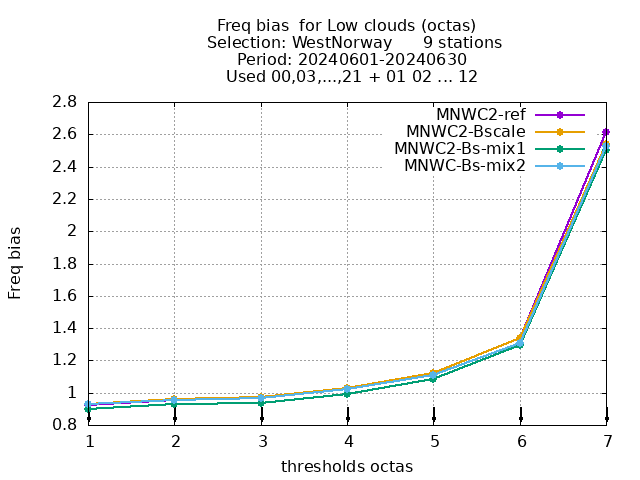 Freq bias  for Low clouds (octas)
Selection: WestNorway      9 stations
Period: 20240601-20240630
Used 00,03,...,21 + 01 02 ... 12
MNWC2-ref
MNWC2-Bscale
MNWC2-Bs-mix1
MNWC-Bs-mix2
Freq bias
2.8
2.6
2.4
2.2
2
1.8
1.6
1.4
1.2
1
0.8
1 2 3 4 5 6 7
thresholds octas